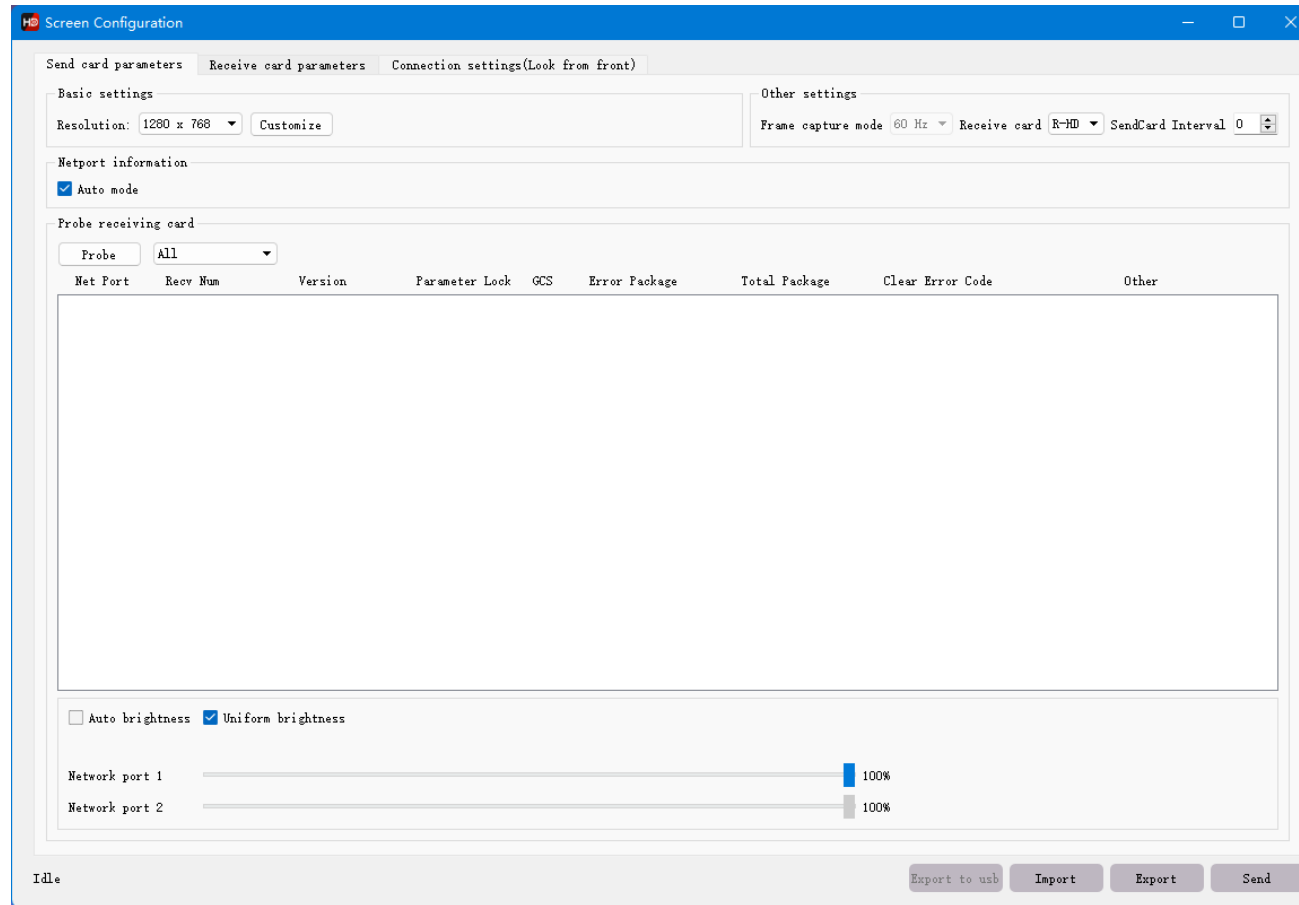 HD Screen Configuration
Send card parameters Receive card parameters Connection settings(Look from front)
Basic settings Other settings
Resolution: 1280 x 768 Customize Frame capture mode 60 Hz Receive card R-HD SendCard Interval 0
Netport information
Auto mode
Probe receiving card
Probe All
Net Port Recv Num Version Parameter Lock GCS Error Package Total Package Clear Error Code Other
Auto brightness Uniform brightness
Network port 1 100%
Network port 2 100%
Idle Export to usb Import Export Send